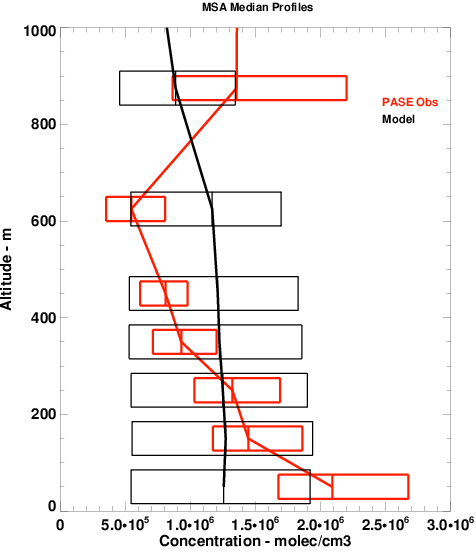 MSA Median Profiles
1000
800
600
400
200
0
Altitude - m
PASE Obs
Model
0 5.0•10⁵ 1.0•10⁶ 1.5•10⁶ 2.0•10⁶ 2.5•10⁶ 3.0•10⁶
Concentration - molec/cm3